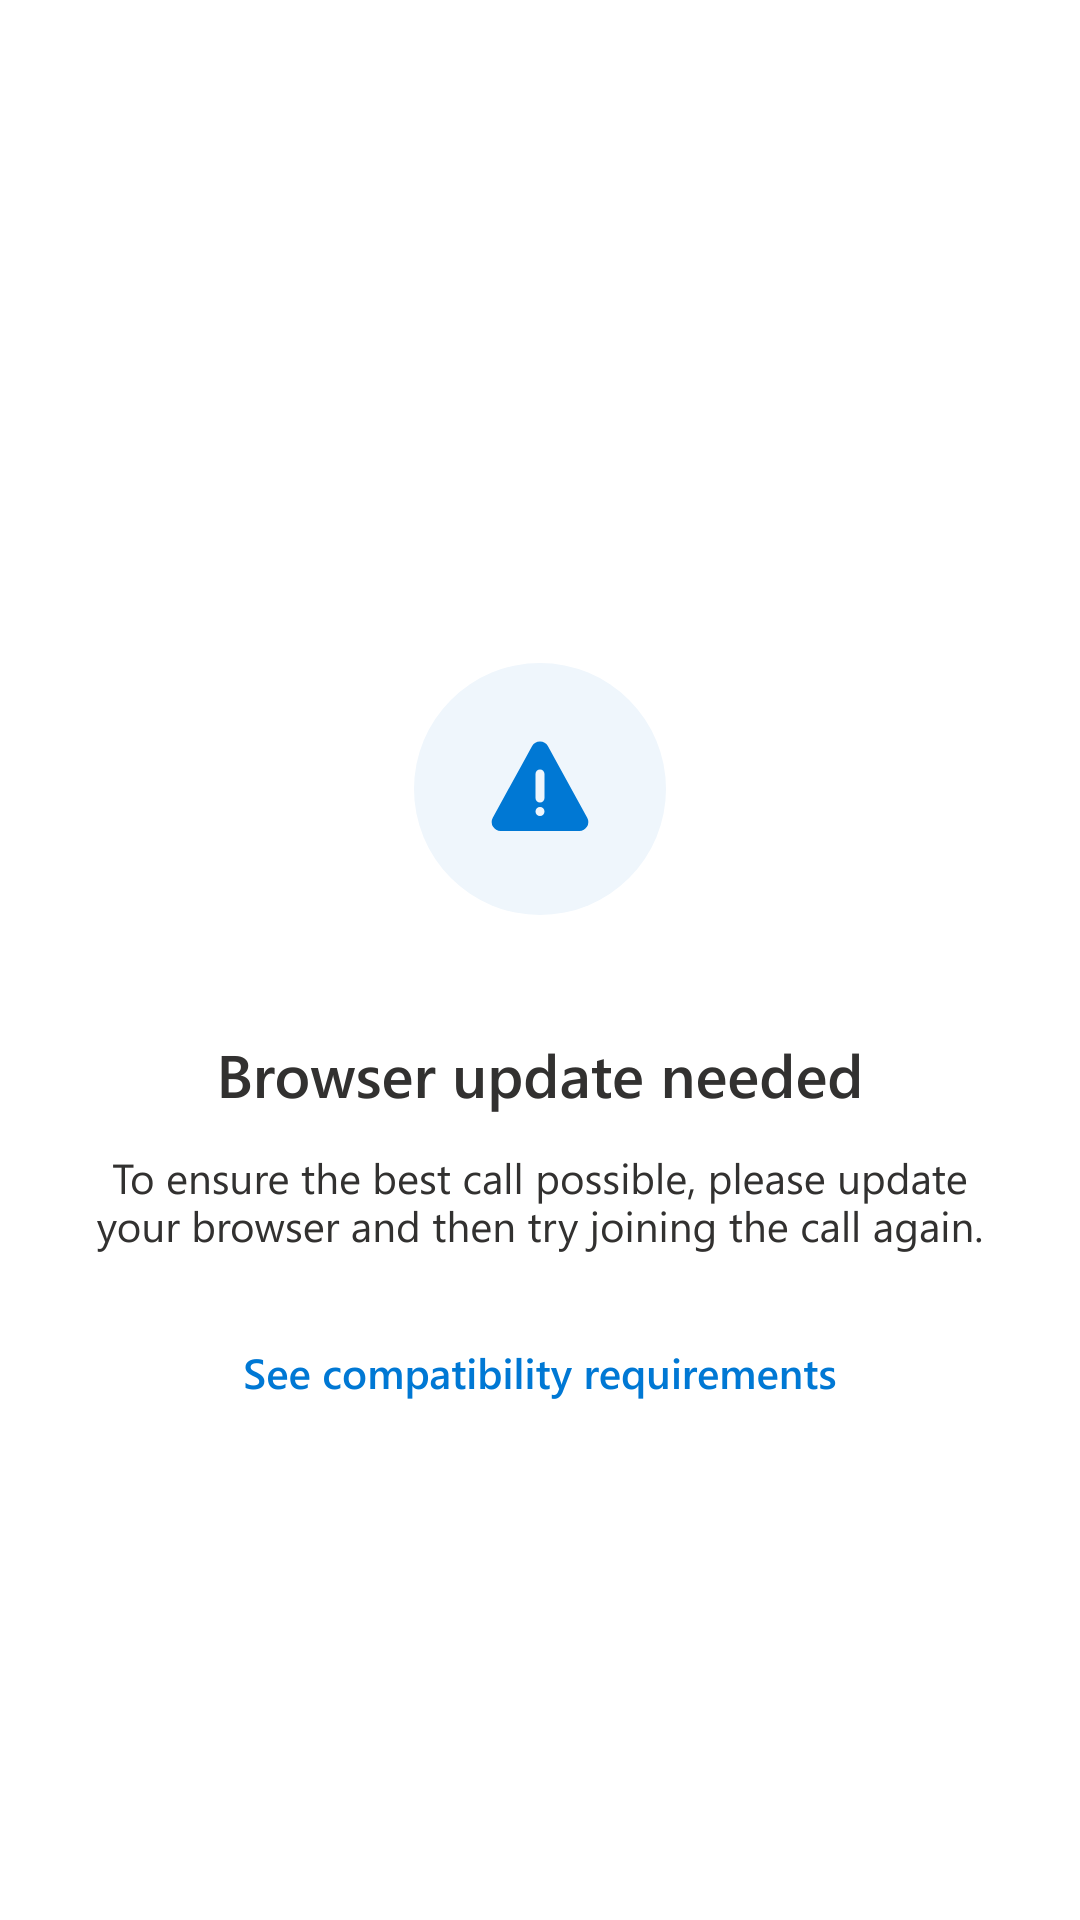 Browser update needed
To ensure the best call possible, please update
your browser and then try joining the call again.
See compatibility requirements